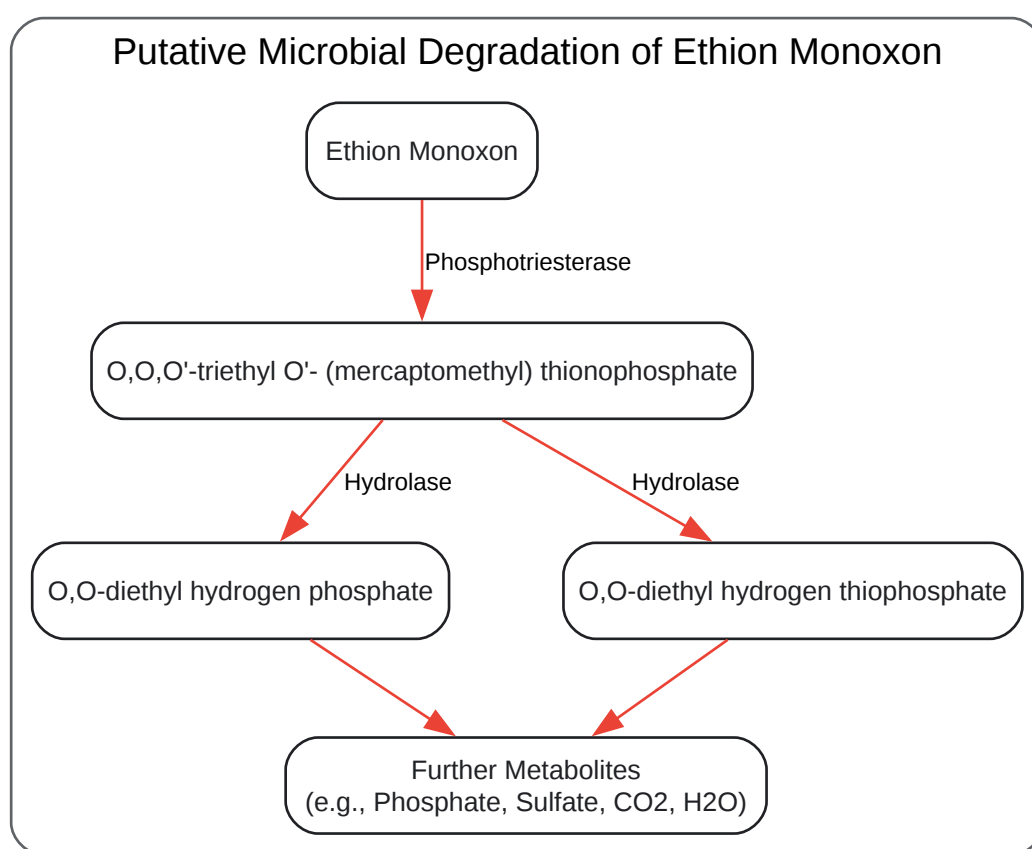 Putative Microbial Degradation of Ethion Monoxon
Ethion Monoxon
Phosphotriesterase
O,O,O'-triethyl O'- (mercaptomethyl) thionophosphate
Hydrolase
Hydrolase
O,O-diethyl hydrogen phosphate
O,O-diethyl hydrogen thiophosphate
Further Metabolites
(e.g., Phosphate, Sulfate, CO2, H2O)